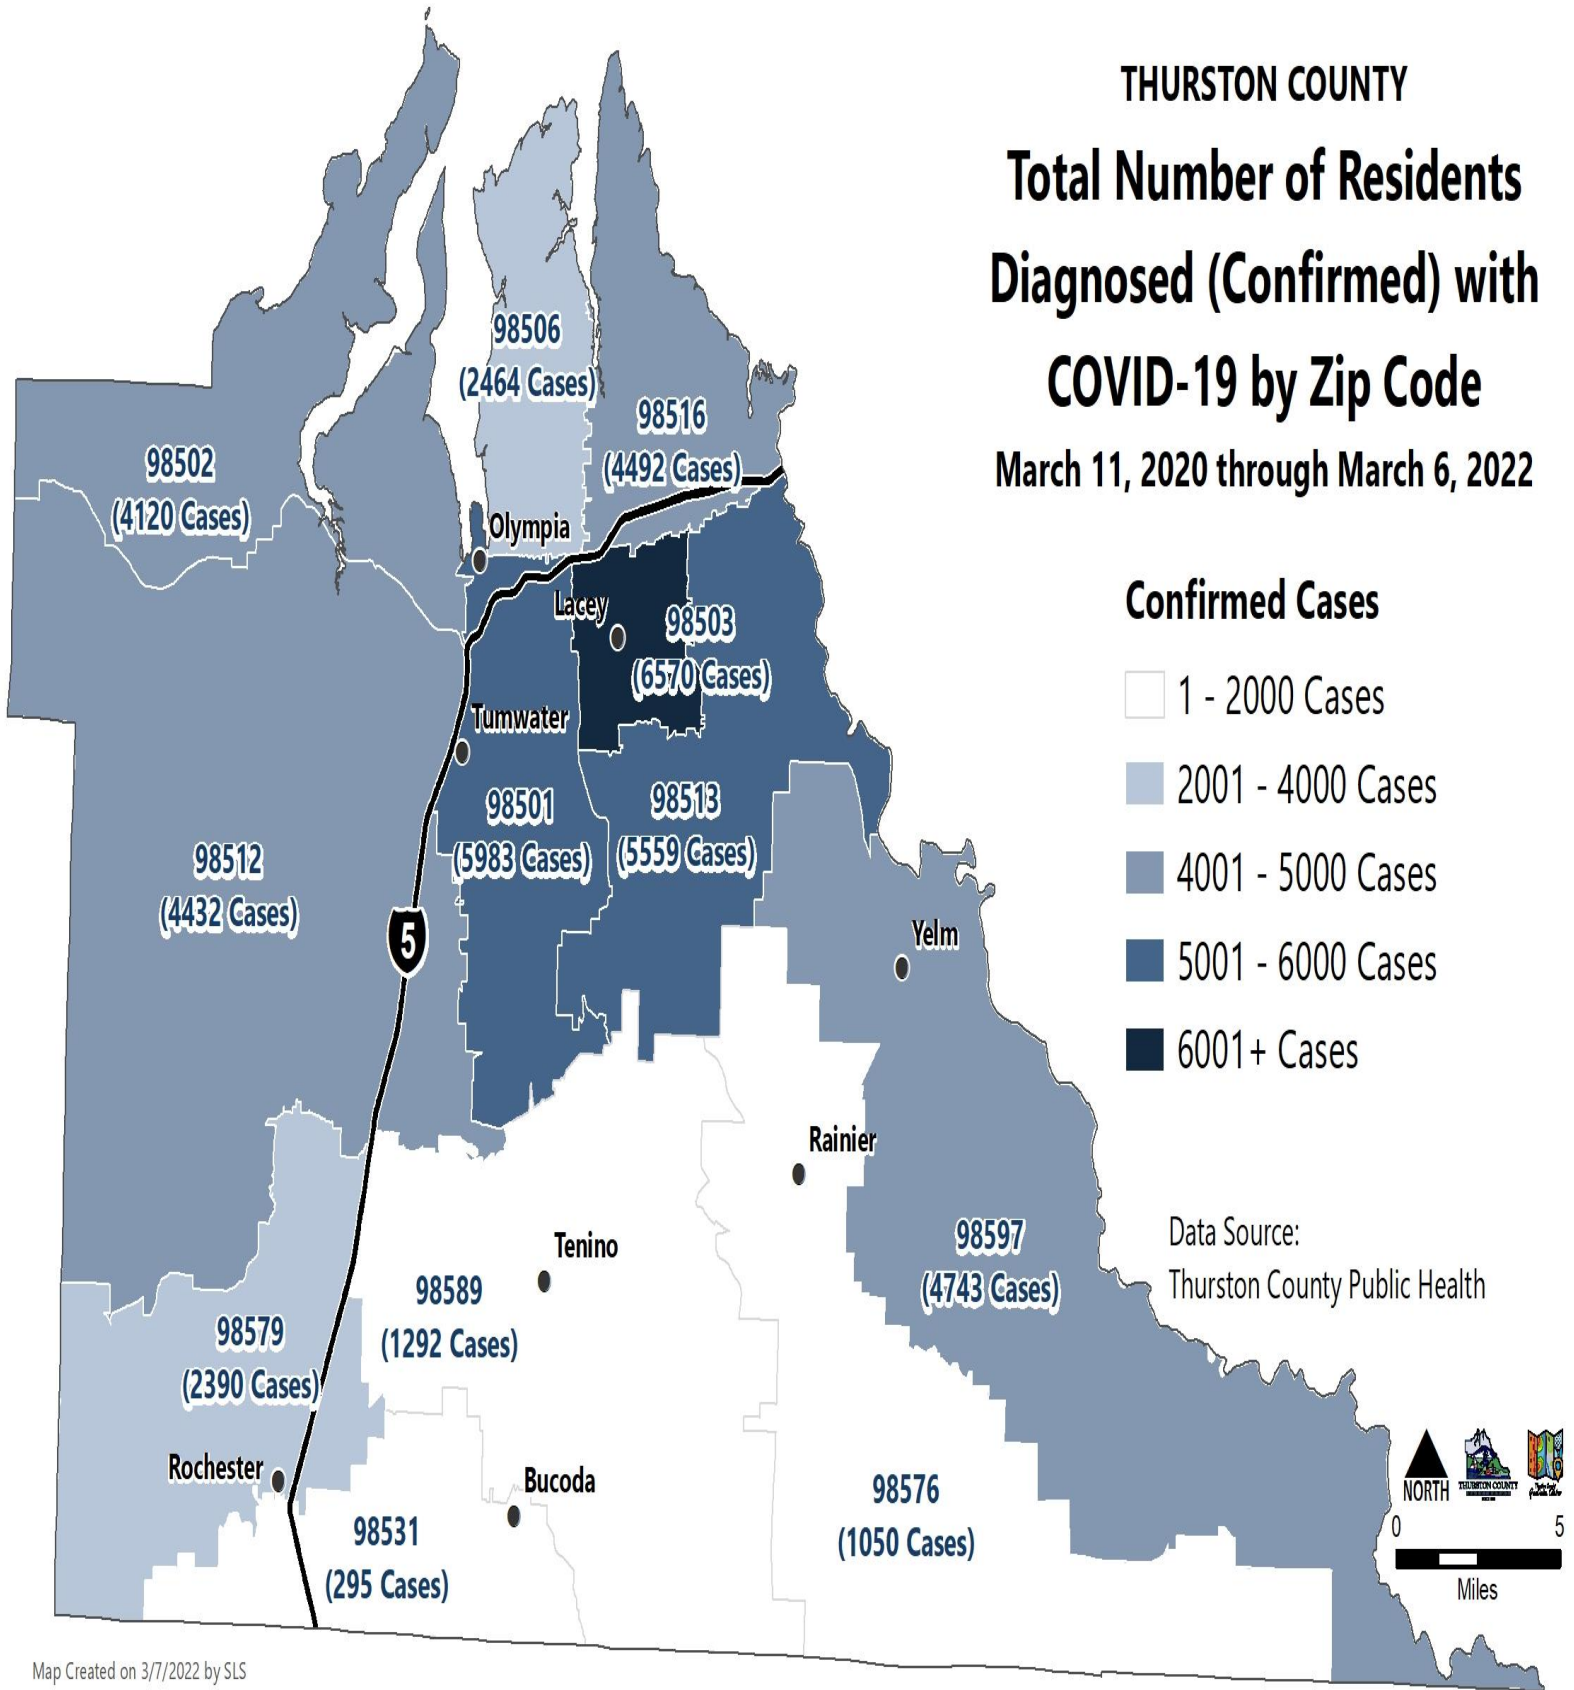 THURSTON COUNTY
Total Number of Residents
Diagnosed (Confirmed) with
COVID-19 by Zip Code
March 11, 2020 through March 6, 2022
98506
(2464 Cases)
98516
(4492 Cases)
98502
(4120 Cases)
Olympia
Lacey
98503
(6570 Cases)
Tumwater
98501
(5983 Cases)
98513
(5559 Cases)
98512
(4432 Cases)
5
Yelm
Confirmed Cases
1 - 2000 Cases
2001 - 4000 Cases
4001 - 5000 Cases
5001 - 6000 Cases
6001+ Cases
Rainier
98597
(4743 Cases)
Tenino
98589
(1292 Cases)
98579
(2390 Cases)
Rochester
Bucoda
98531
(295 Cases)
98576
(1050 Cases)
Data Source:
Thurston County Public Health
NORTH
THURSTON COUNTY
0 5
Miles
Map Created on 3/7/2022 by SLS